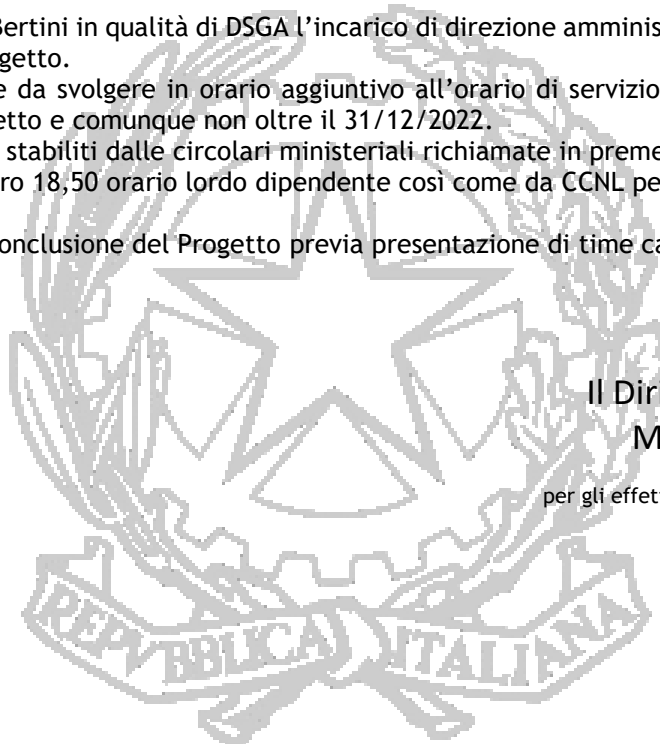 Bertini in qualità di DSGA l’incarico di direzione amminis
getto.
e da svolgere in orario aggiuntivo all’orario di servizio
etto e comunque non oltre il 31/12/2022.
stabiliti dalle circolari ministeriali richiamate in preme
ro 18,50 orario lordo dipendente così come da CCNL pe
onclusione del Progetto previa presentazione di time ca
Il Dir
M
per gli effet
REPVBBLICA ITALIANA